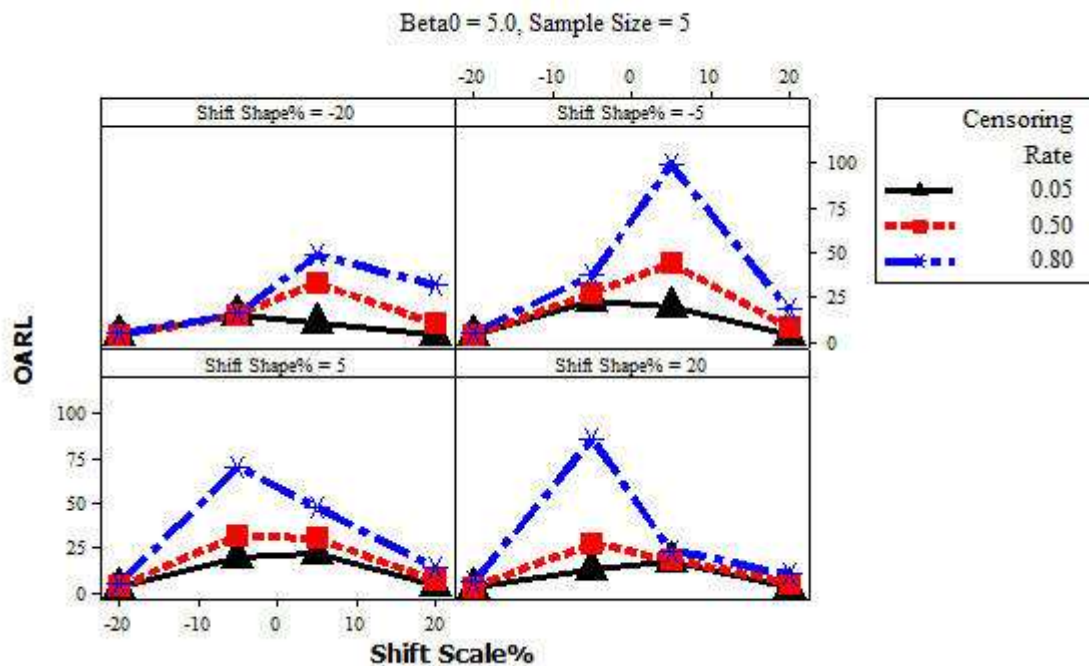 Beta0 = 5.0, Sample Size = 5
-20 -10 0 10 20
Shift Shape% = -20
Shift Shape% = -5
100
75
50
25
0
Censoring
Rate
0.05
0.50
0.80
OARL
Shift Shape% = 5
Shift Shape% = 20
100
75
50
25
0
-20 -10 0 10 20
Shift Scale%